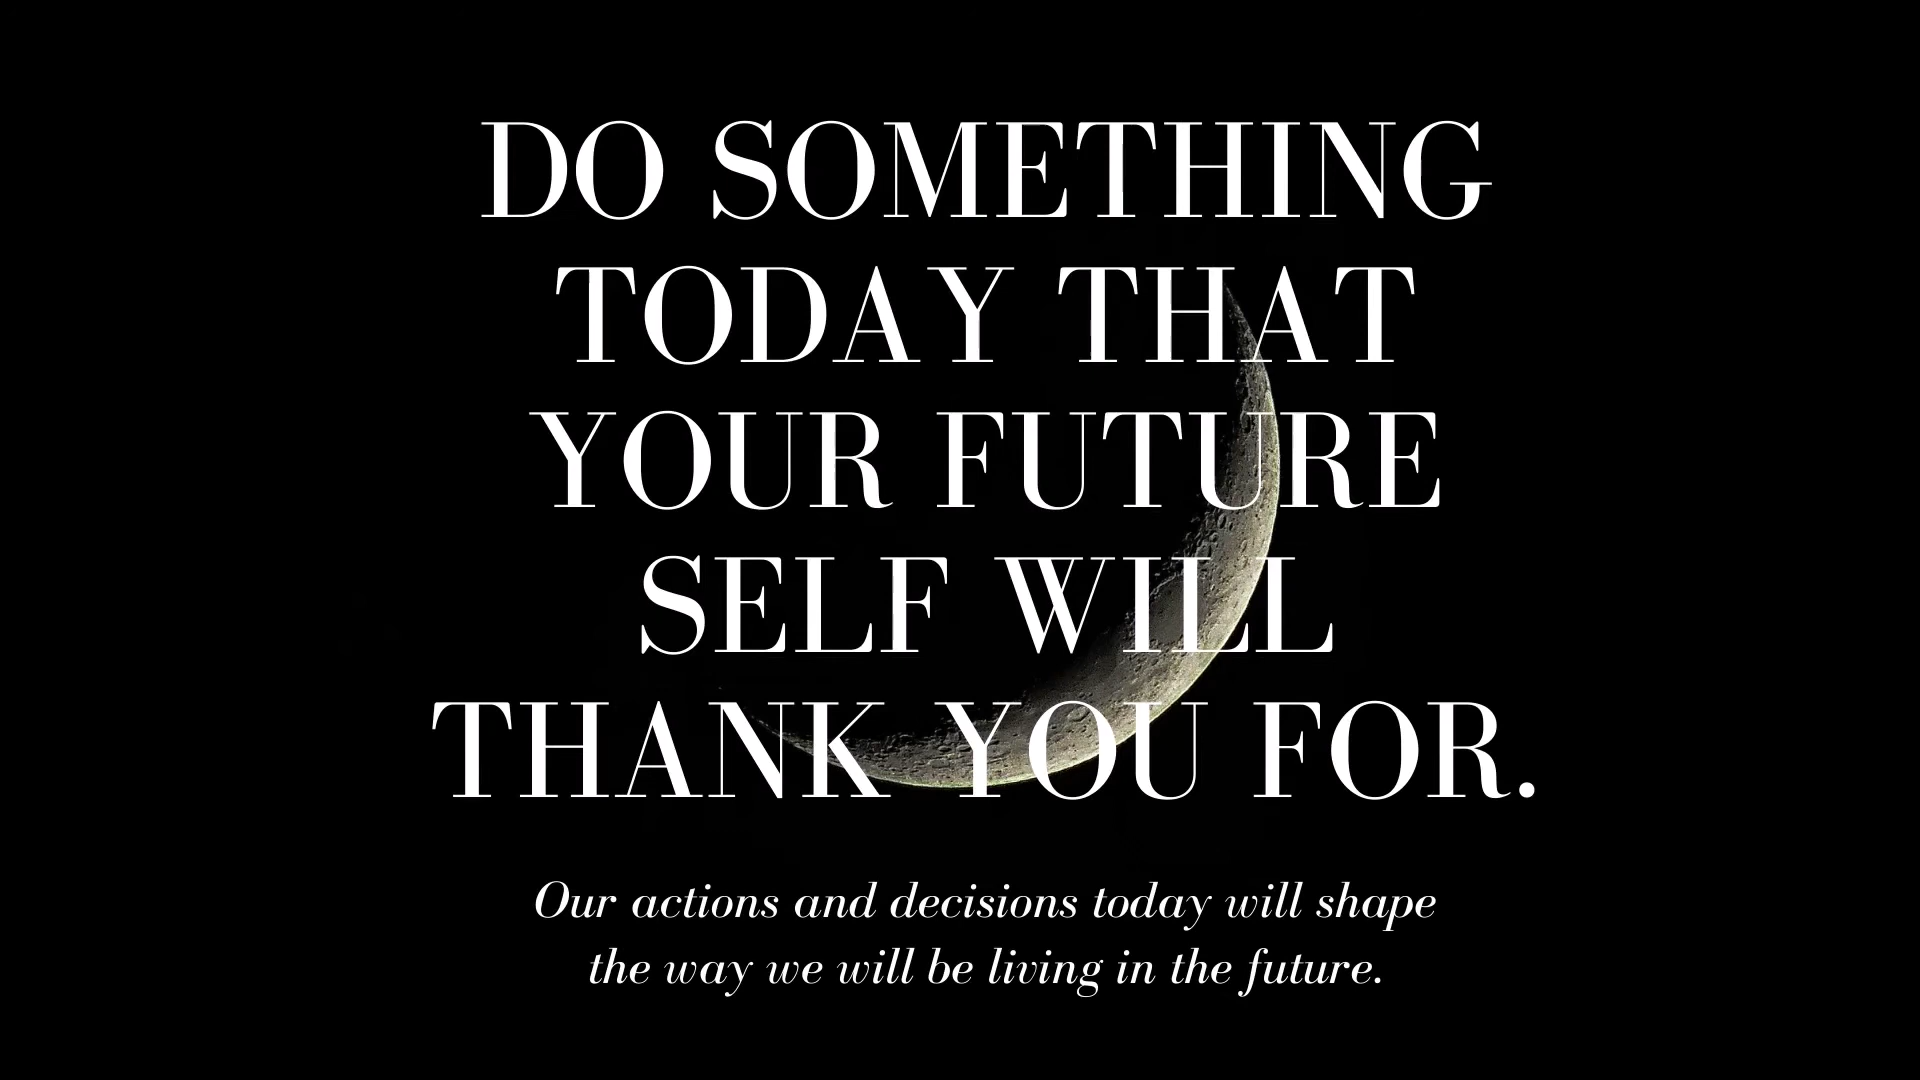 DO SOMETHING
TODAY THAT
YOUR FUTURE
SELF WILL
THANK YOU FOR.
Our actions and decisions today will shape
the way we will be living in the future.